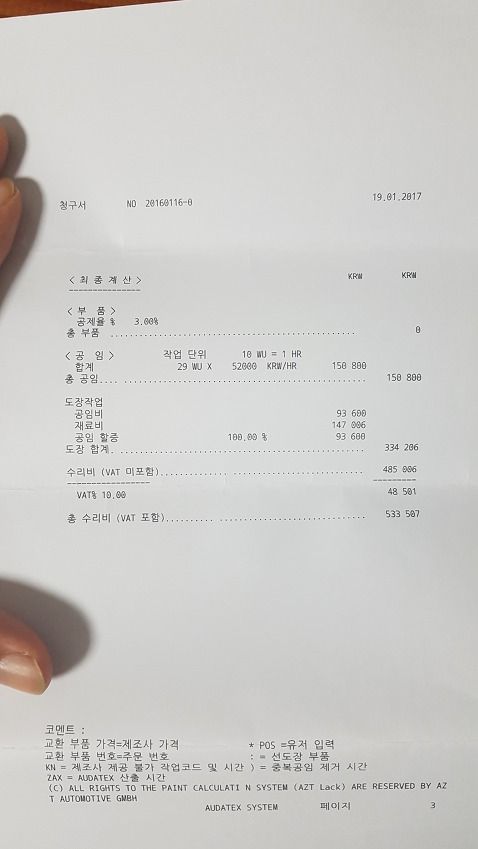 청구서 NO 20160116-0 19.01.2017
< 최 종 계 산 > KRW KRW
---------------
< 부 품 >
공제율 % 3.00%
총 부품 .................................................. 0
< 공 임 > 작업 단위 10 WU = 1 HR
합계 29 WU X 52000 KRW/HR 150 800
총 공임.... .................................................. 150 800
도장작업
공임비 93 600
재료비 147 006
공임 할증 100.00 % 93 600
도장 합계. .................................................. 334 206
수리비 (VAT 미포함).......................................... 485 006
----------------- ---------
VAT% 10.00 48 501
총 수리비 (VAT 포함).......... .............................. 533 507
코멘트 :
교환 부품 가격=제조사 가격 * POS =유저 입력
교환 부품 번호=주문 번호 : = 선도장 부품
KN = 제조사 제공 불가 작업코드 및 시간 ) = 중복공임 제거 시간
ZAX = AUDATEX 산출 시간
(C) ALL RIGHTS TO THE PAINT CALCULATI N SYSTEM (AZT Lack) ARE RESERVED BY AZ
T AUTOMOTIVE GMBH
AUDATEX SYSTEM 페이지 3